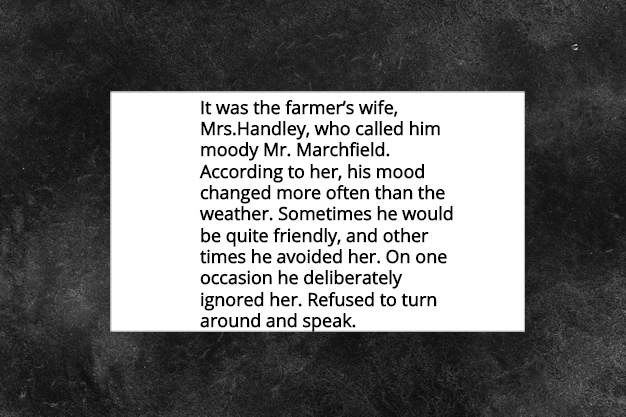 It was the farmer’s wife,
Mrs.Handley, who called him
moody Mr. Marchfield.
According to her, his mood
changed more often than the
weather. Sometimes he would
be quite friendly, and other
times he avoided her. On one
occasion he deliberately
ignored her. Refused to turn
around and speak.